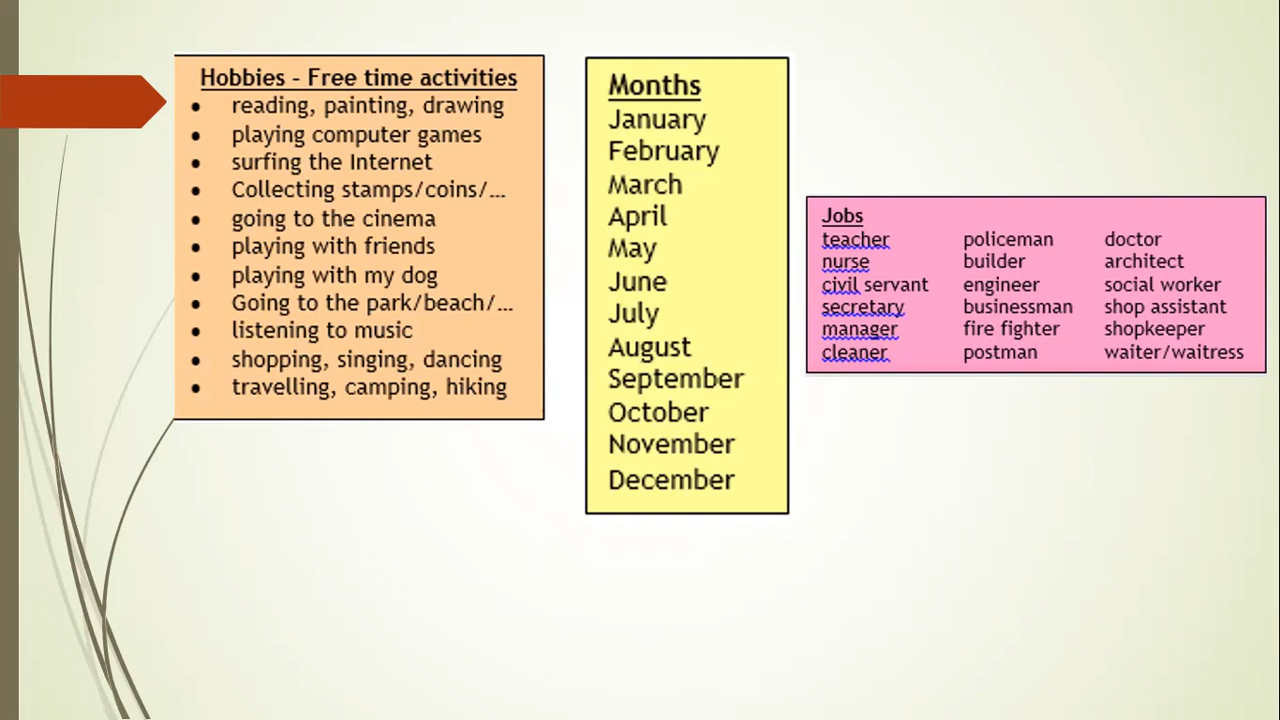 Hobbies - Free time activities
• reading, painting, drawing
• playing computer games
• surfing the Internet
• Collecting stamps/coins/…
• going to the cinema
• playing with friends
• playing with my dog
• Going to the park/beach/…
• listening to music
• shopping, singing, dancing
• travelling, camping, hiking
Months
January
February
March
April
May
June
July
August
September
October
November
December
Jobs
teacher policeman doctor
nurse builder architect
civil servant engineer social worker
secretary businessman shop assistant
manager fire fighter shopkeeper
cleaner postman waiter/waitress